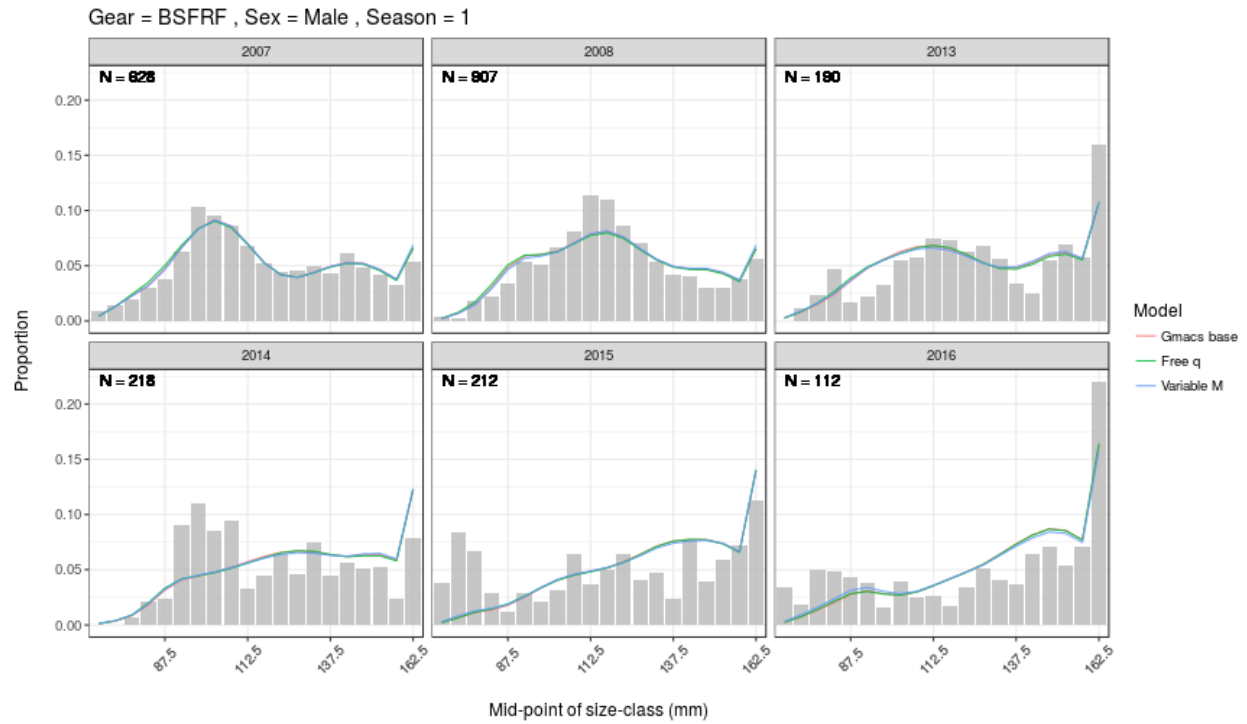 Gear = BSFRF , Sex = Male , Season = 1
2007 2008 2013
N = N = N =
0.20
0.15
0.10
0.05
0.00
2014 2015 2016
N = 218 N = 212 N = 112
0.20
0.15
0.10
0.05
0.00
87.5 112.5 137.5 162.5 87.5 112.5 137.5 162.5 87.5 112.5 137.5 162.5
Mid-point of size-class (mm)
Proportion
Model
Gmacs base
Free q
Variable M